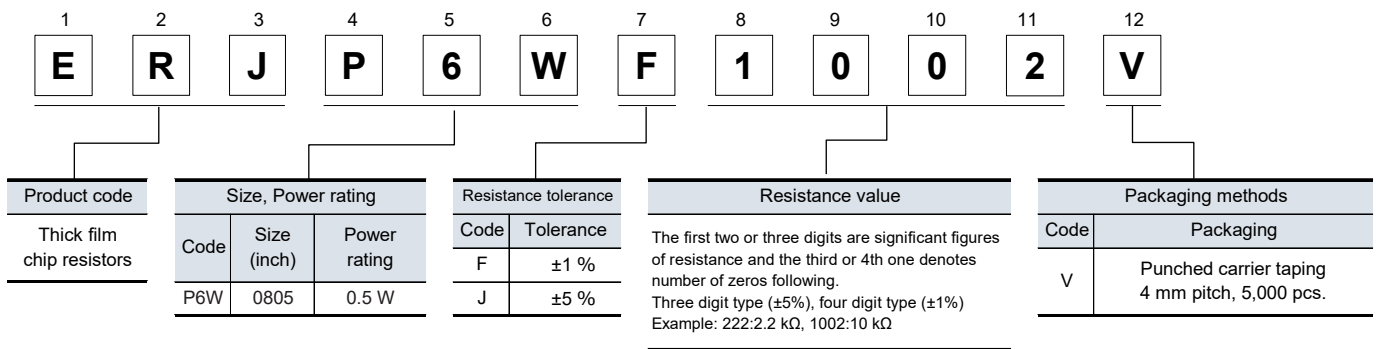 1 2 3 4 5 6 7 8 9 10 11 12
E R J P 6 W F 1 0 0 2 V
Product code
Thick film
chip resistors
Size, Power rating
Code Size (inch) Power rating
P6W 0805 0.5 W
Resistance tolerance
Code Tolerance
F ±1 %
J ±5 %
Resistance value
The first two or three digits are significant figures
of resistance and the third or 4th one denotes
number of zeros following.
Three digit type (±5%), four digit type (±1%)
Example: 222:2.2 kΩ, 1002:10 kΩ
Packaging methods
Code Packaging
V Punched carrier taping
4 mm pitch, 5,000 pcs.